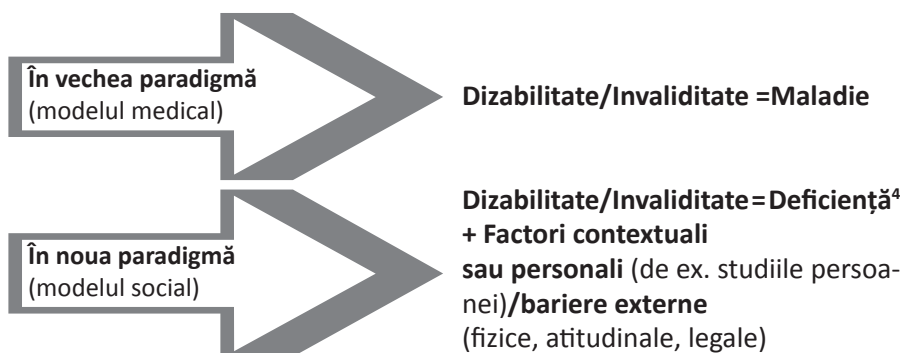 În vechea paradigmă
(modelul medical)
Dizabilitate/Invaliditate =Maladie
În noua paradigmă
(modelul social)
Dizabilitate/Invaliditate=Deficiență⁴
+ Factori contextuali
sau personali (de ex. studiile persoa-
nei)/bariere externe
(fizice, atitudinale, legale)